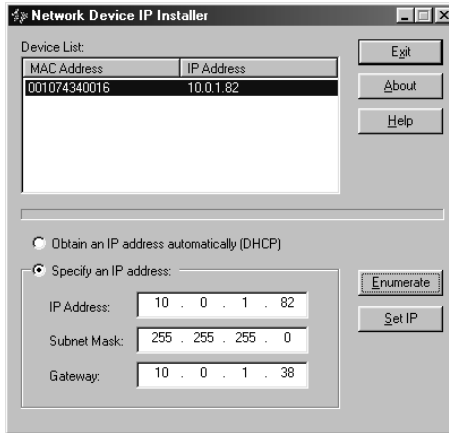 Network Device IP Installer
Device List:
MAC Address IP Address
001074340016 10.0.1.82
Exit
About
Help
Obtain an IP address automatically (DHCP)
Specify an IP address:
IP Address: 10 . 0 . 1 . 82
Subnet Mask: 255 . 255 . 255 . 0
Gateway: 10 . 0 . 1 . 38
Enumerate
Set IP